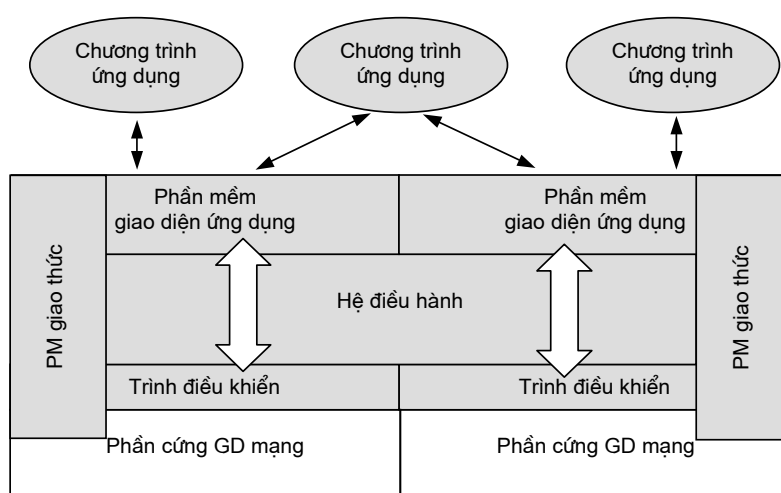 Chương trình
ứng dụng
Chương trình
ứng dụng
Chương trình
ứng dụng
PM giao thức
Phần mềm
giao diện ứng dụng
Phần mềm
giao diện ứng dụng
PM giao thức
Hệ điều hành
Trình điều khiển
Trình điều khiển
Phần cứng GD mạng
Phần cứng GD mạng